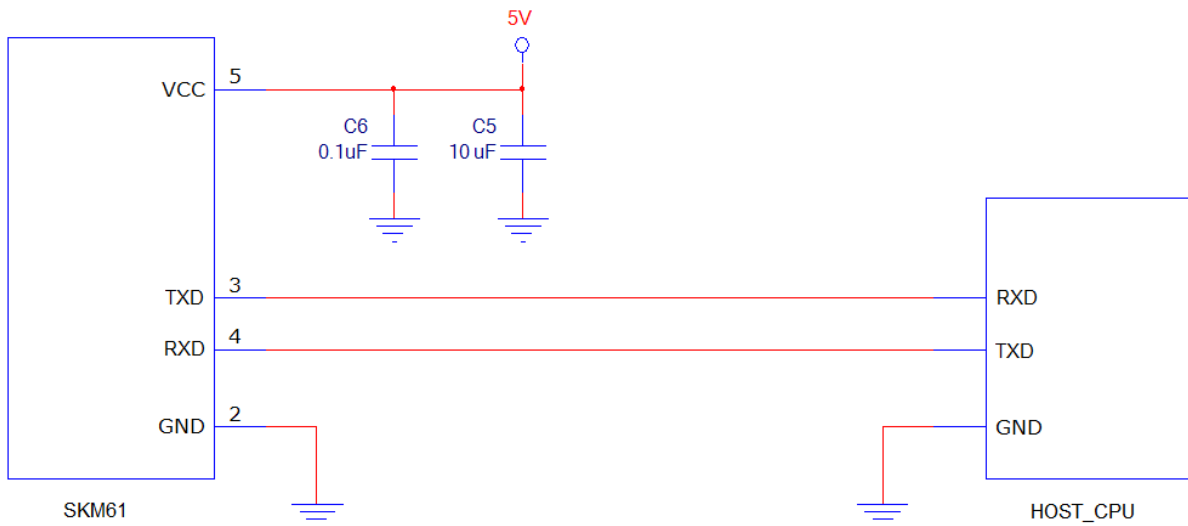 5V
VCC 5
C6
0.1uF
C5
10 uF
TXD 3
RXD 4
GND 2
RXD
TXD
GND
SKM61
HOST_CPU